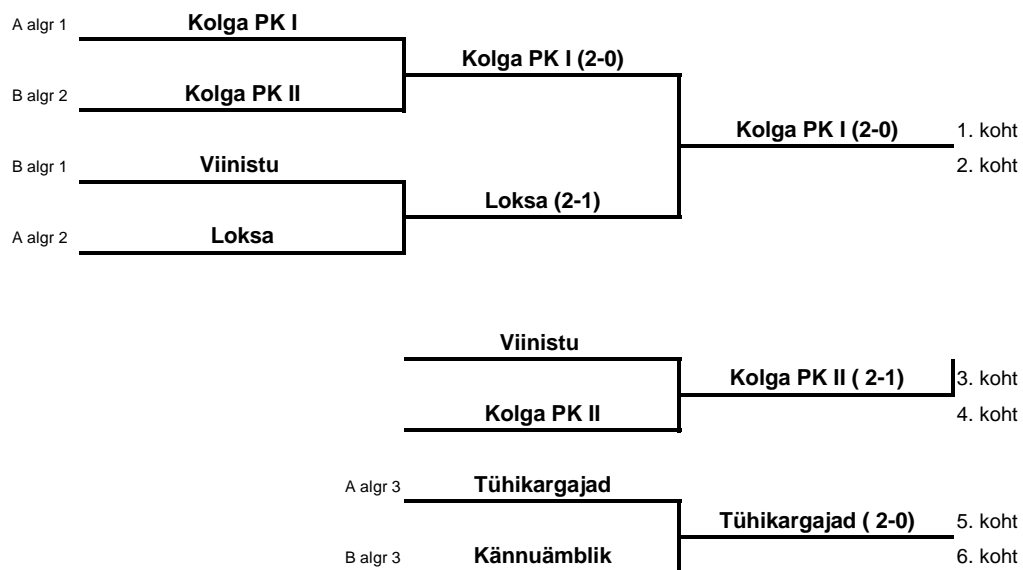 A algr 1 Kolga PK I
Kolga PK I (2-0)
B algr 2 Kolga PK II
Kolga PK I (2-0) 1. koht
B algr 1 Viinistu 2. koht
Loksa (2-1)
A algr 2 Loksa
Viinistu
Kolga PK II ( 2-1) 3. koht
Kolga PK II 4. koht
A algr 3 Tühikargajad
Tühikargajad ( 2-0) 5. koht
B algr 3 Kännuämblik 6. koht